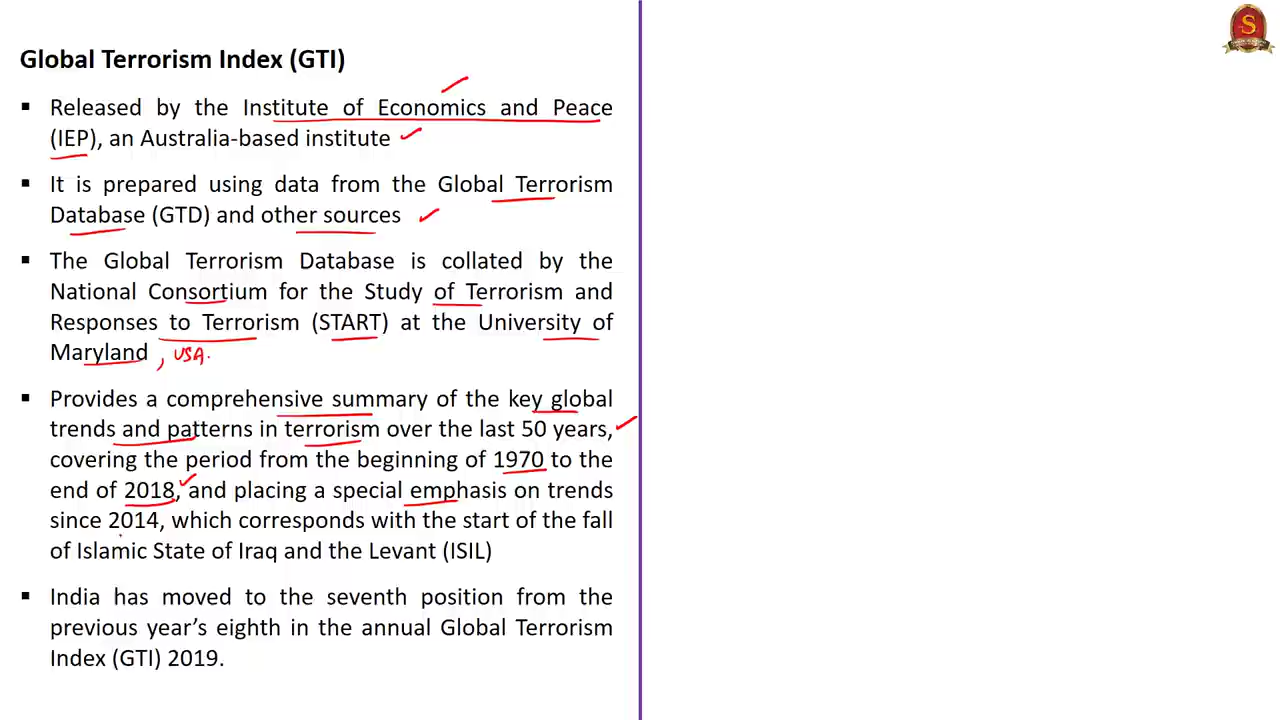 Global Terrorism Index (GTI)
▪ Released by the Institute of Economics and Peace
(IEP), an Australia-based institute
▪ It is prepared using data from the Global Terrorism
Database (GTD) and other sources
▪ The Global Terrorism Database is collated by the
National Consortium for the Study of Terrorism and
Responses to Terrorism (START) at the University of
Maryland , USA.
▪ Provides a comprehensive summary of the key global
trends and patterns in terrorism over the last 50 years,
covering the period from the beginning of 1970 to the
end of 2018, and placing a special emphasis on trends
since 2014, which corresponds with the start of the fall
of Islamic State of Iraq and the Levant (ISIL)
▪ India has moved to the seventh position from the
previous year’s eighth in the annual Global Terrorism
Index (GTI) 2019.
S